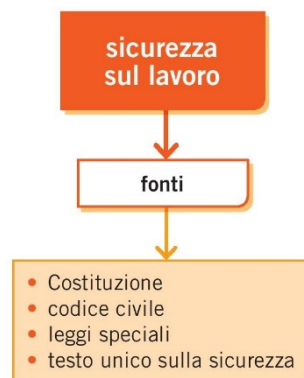 sicurezza
sul lavoro
fonti
• Costituzione
• codice civile
• leggi speciali
• testo unico sulla sicurezza